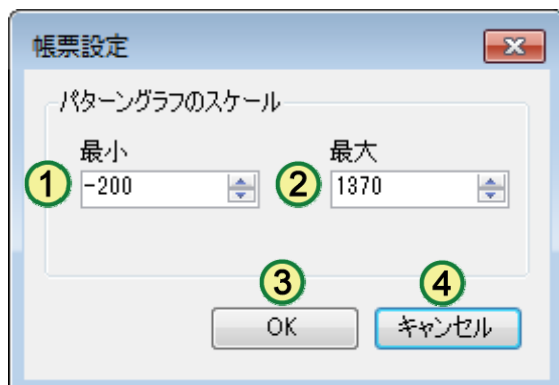 帳票設定
パターングラフのスケール
最小 最大
① -200 ② 1370
③ ④
OK キャンセル